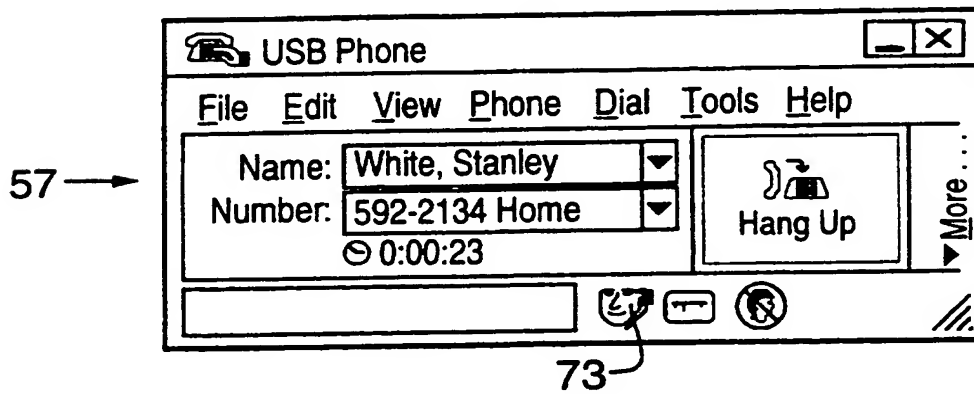 USB Phone
File Edit View Phone Dial Tools Help
Name: White, Stanley
Number: 592-2134 Home
0:00:23
Hang Up
More....
57
73